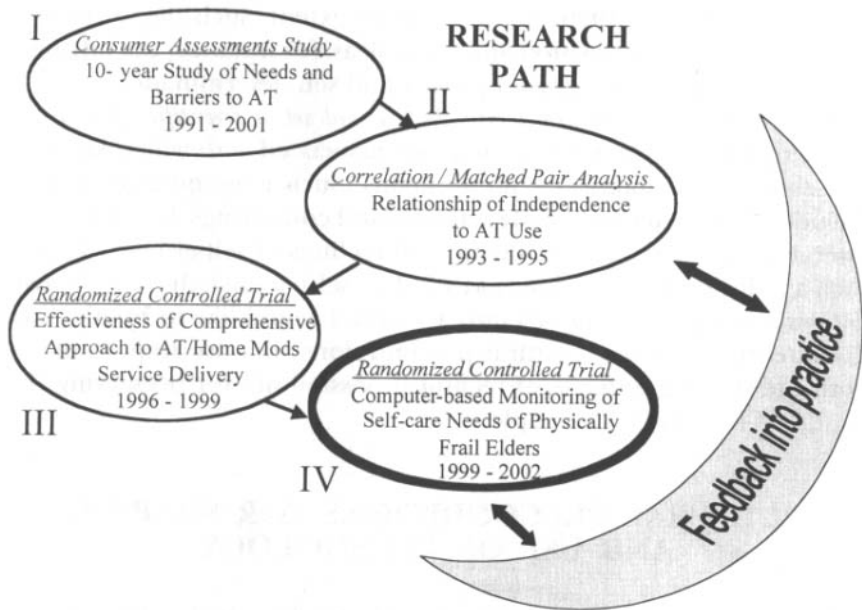 I
Consumer Assessments Study
10- year Study of Needs and
Barriers to AT
1991 - 2001
RESEARCH
PATH
II
Correlation / Matched Pair Analysis
Relationship of Independence
to AT Use
1993 - 1995
Randomized Controlled Trial
Effectiveness of Comprehensive
Approach to AT/Home Mods
Service Delivery
1996 - 1999
III
Randomized Controlled Trial
Computer-based Monitoring of
Self-care Needs of Physically
Frail Elders
1999 - 2002
IV
Feedback into practice